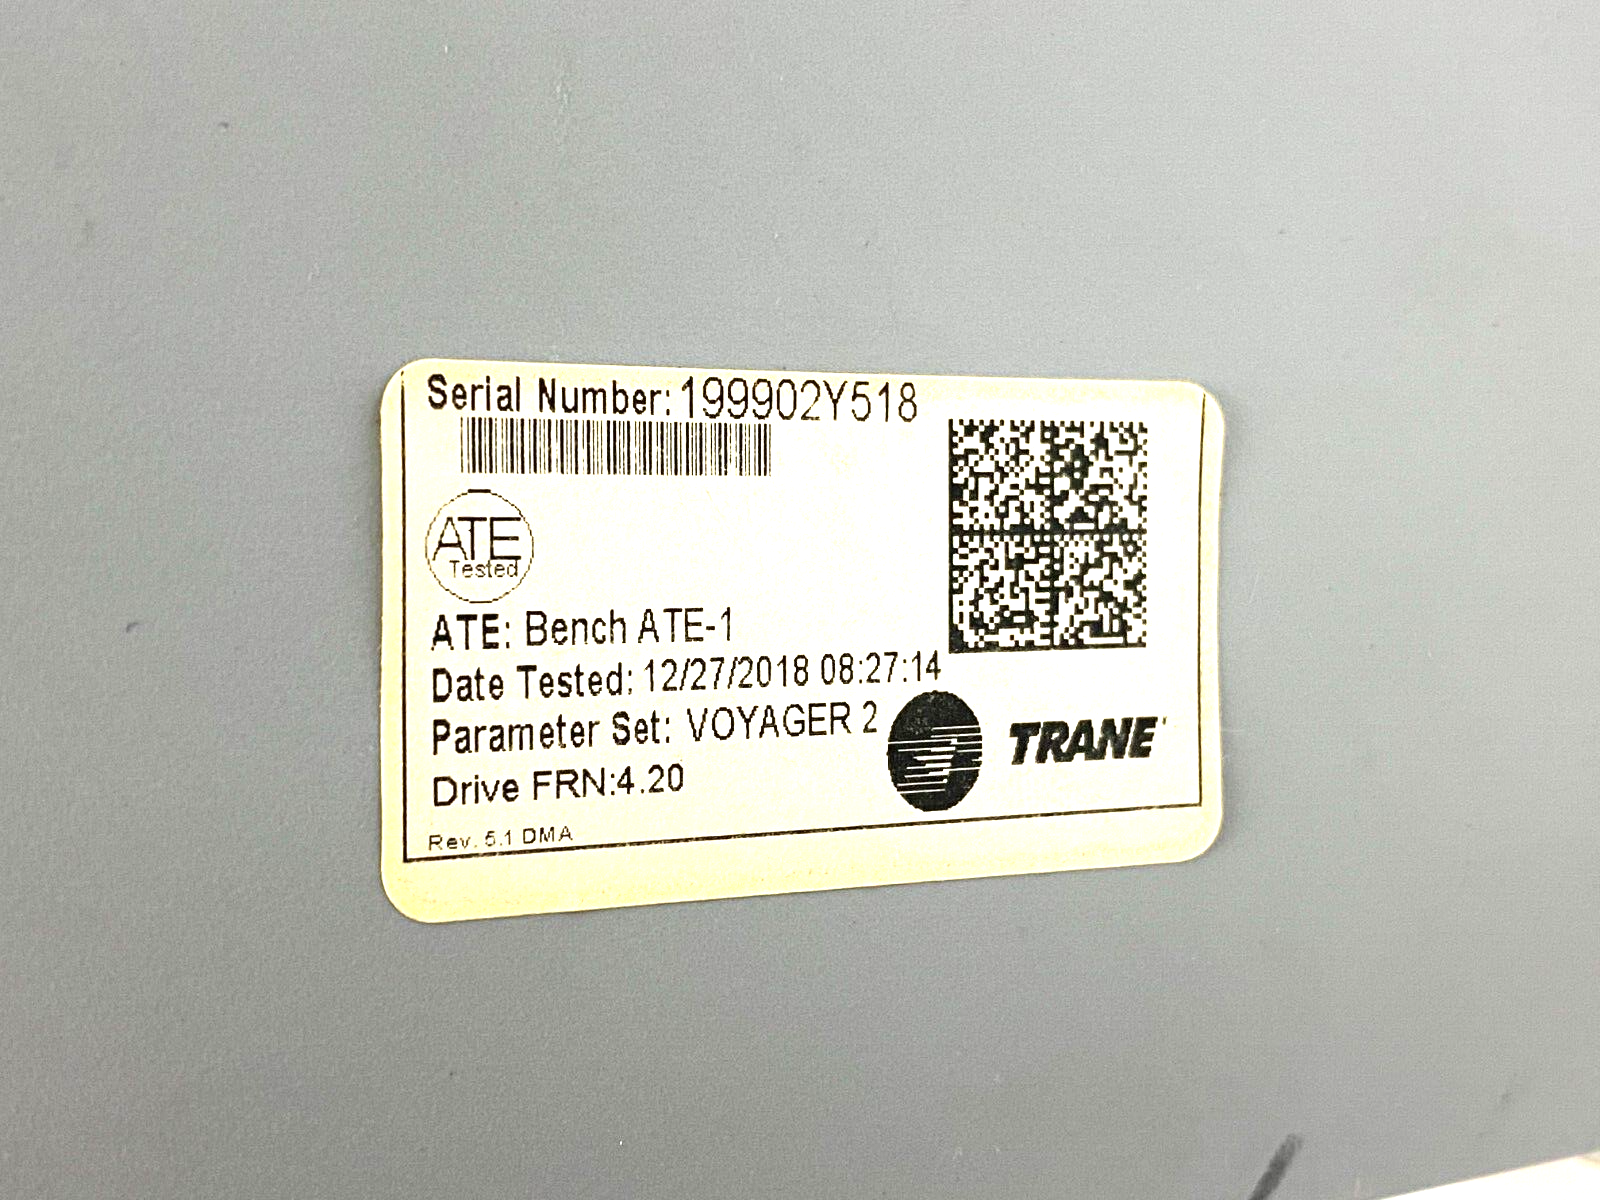 Serial Number: 199902Y518
ATE
Tested
ATE: Bench ATE-1
Date Tested: 12/27/2018 08:27:14
Parameter Set: VOYAGER 2
Drive FRN:4.20
TRANE
Rev. 5.1 DMA